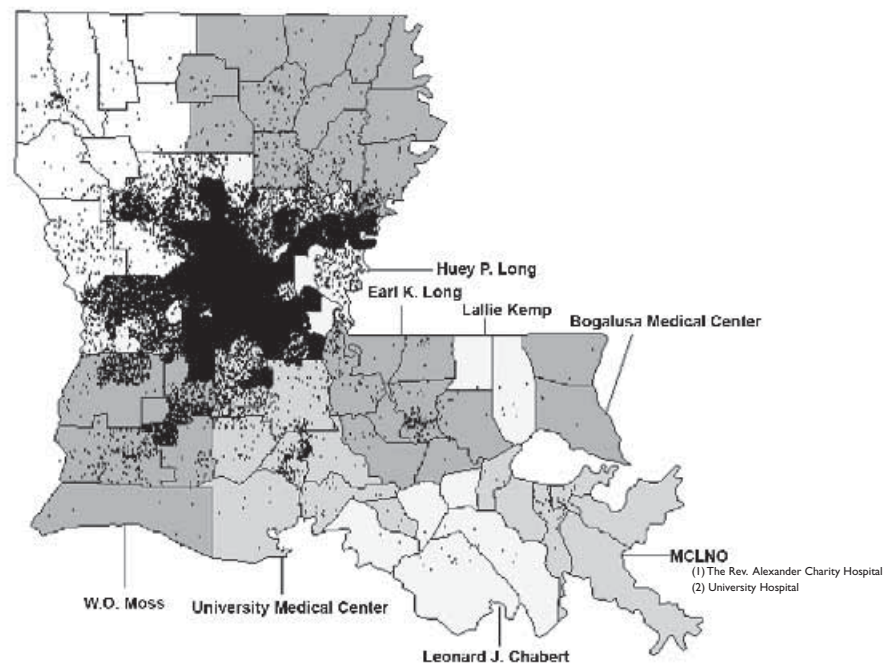 Huey P. Long
Earl K. Long
Lallie Kemp
Bogalusa Medical Center
MCLNO
(1) The Rev. Alexander Charity Hospital
(2) University Hospital
W.O. Moss
University Medical Center
Leonard J. Chabert